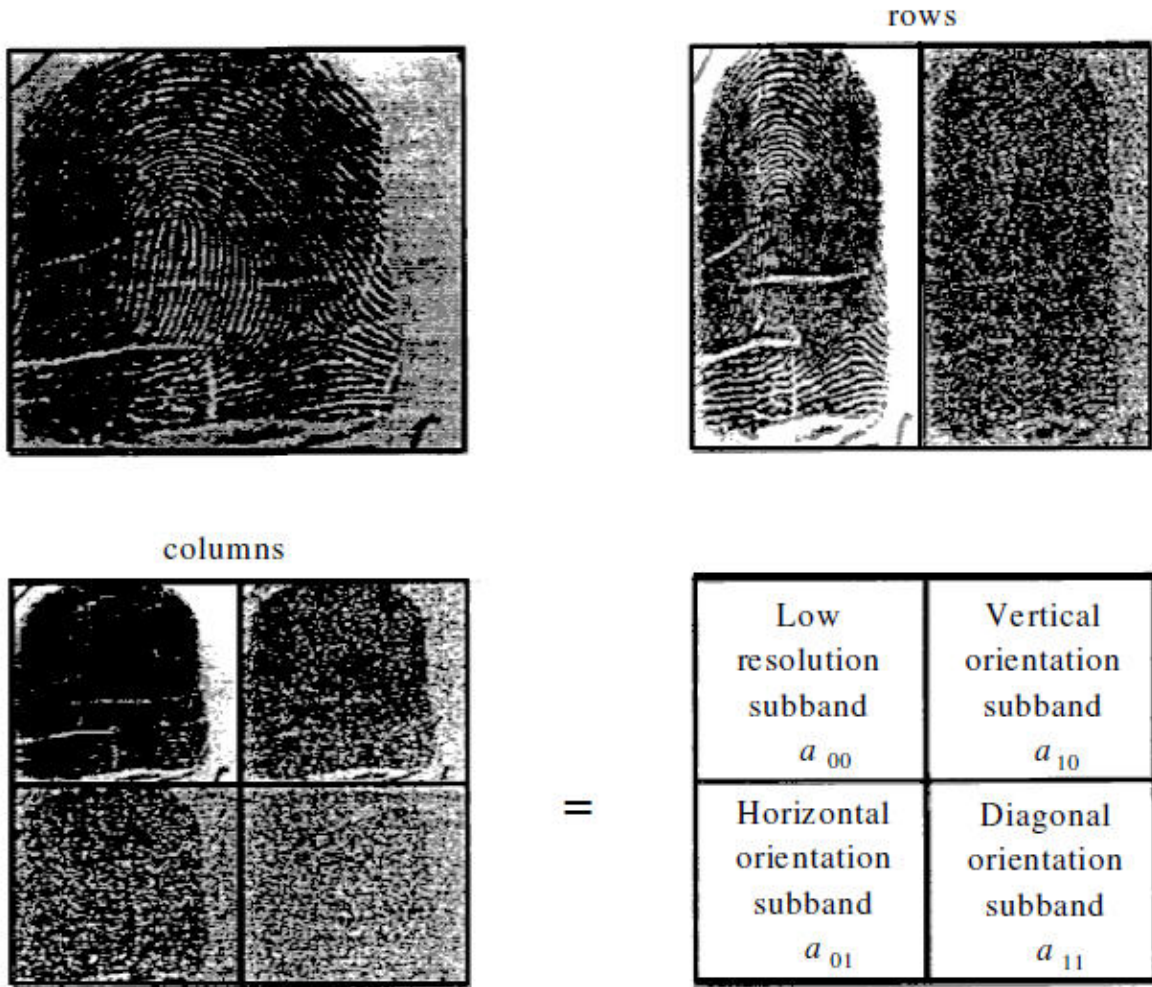 rows
columns
Low
resolution
subband
a 00
Vertical
orientation
subband
a 10
=
Horizontal
orientation
subband
a 01
Diagonal
orientation
subband
a 11